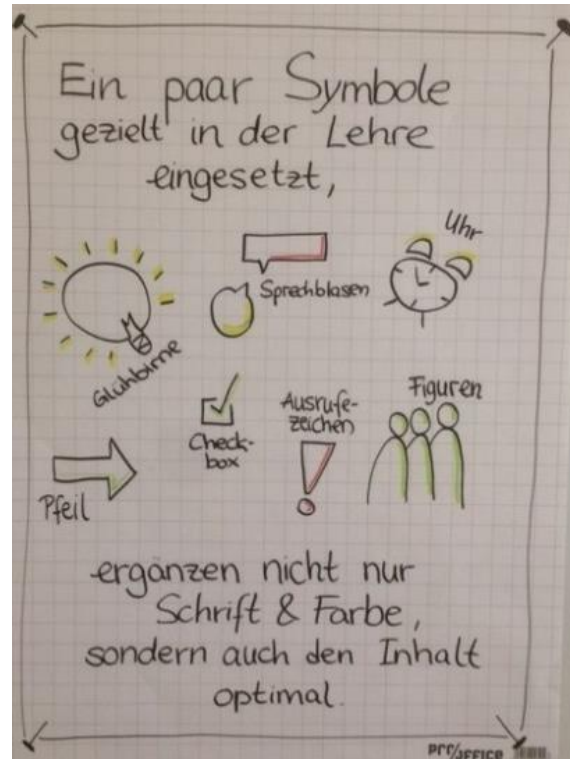 Ein paar Symbole
gezielt in der Lehre
eingesetzt,
Uhr
Sprechblasen
Glühbirne
Figuren
Ausrufe-
zeichen
Check-
box
Pfeil
ergänzen nicht nur
Schrift & Farbe,
sondern auch den Inhalt
optimal.